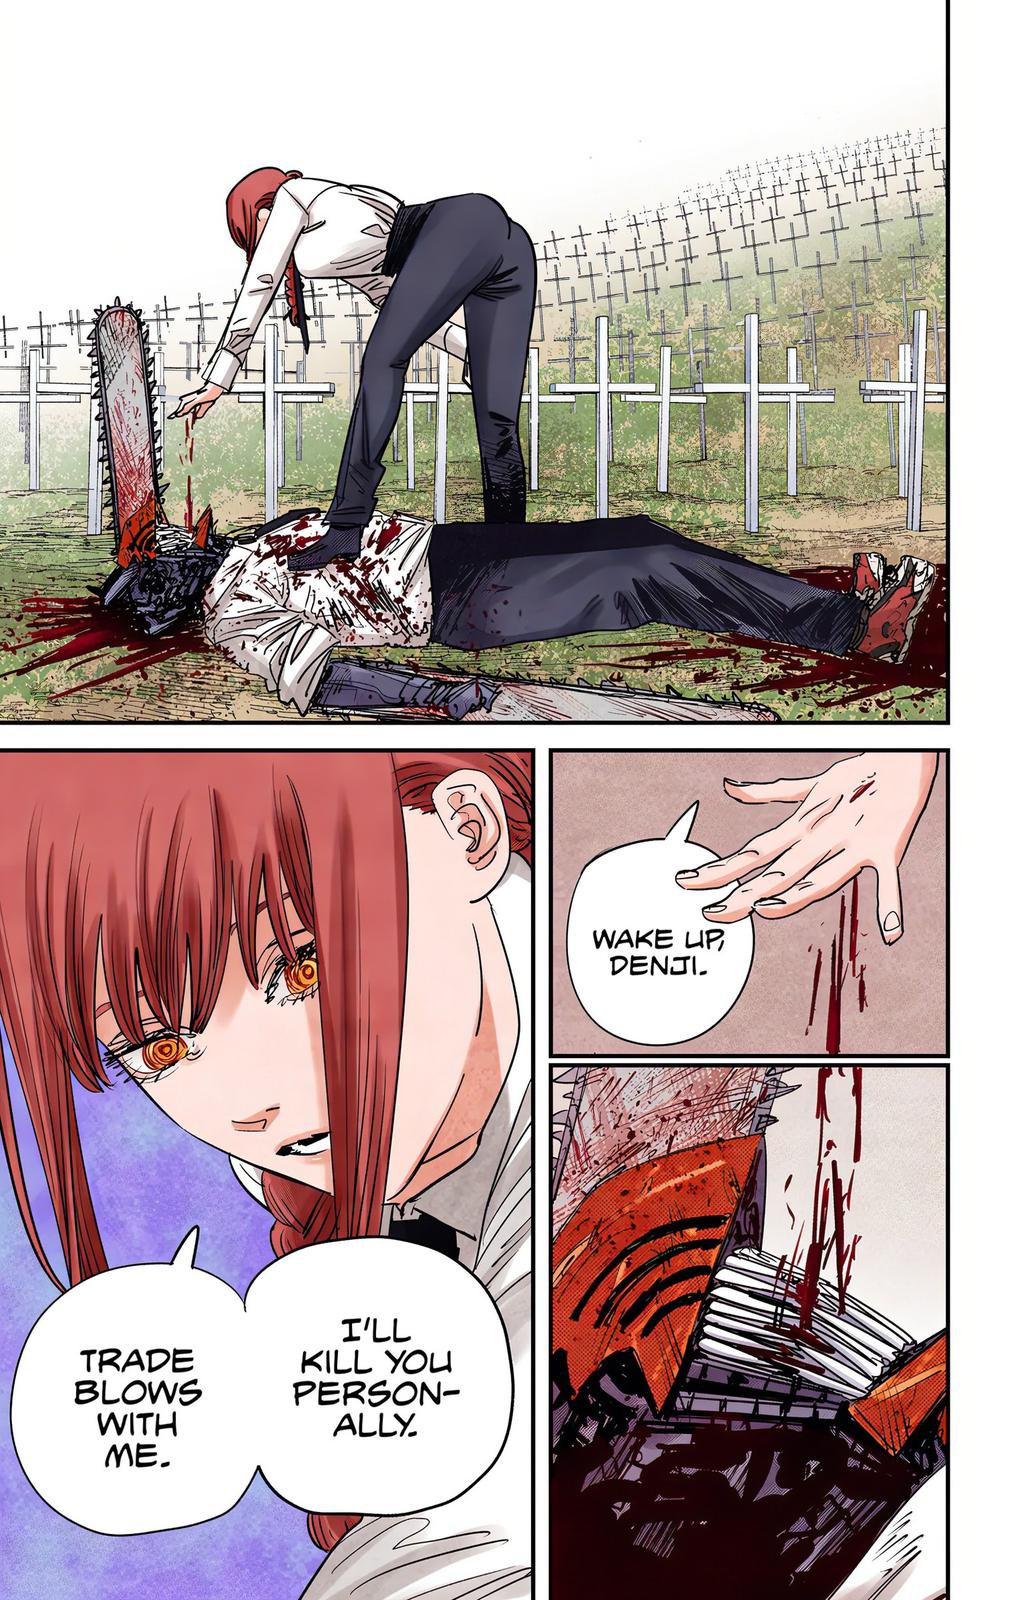 WAKE UP,
DENJI.
I'LL
KILL YOU
PERSON-
ALLY.
TRADE
BLOWS
WITH
ME.